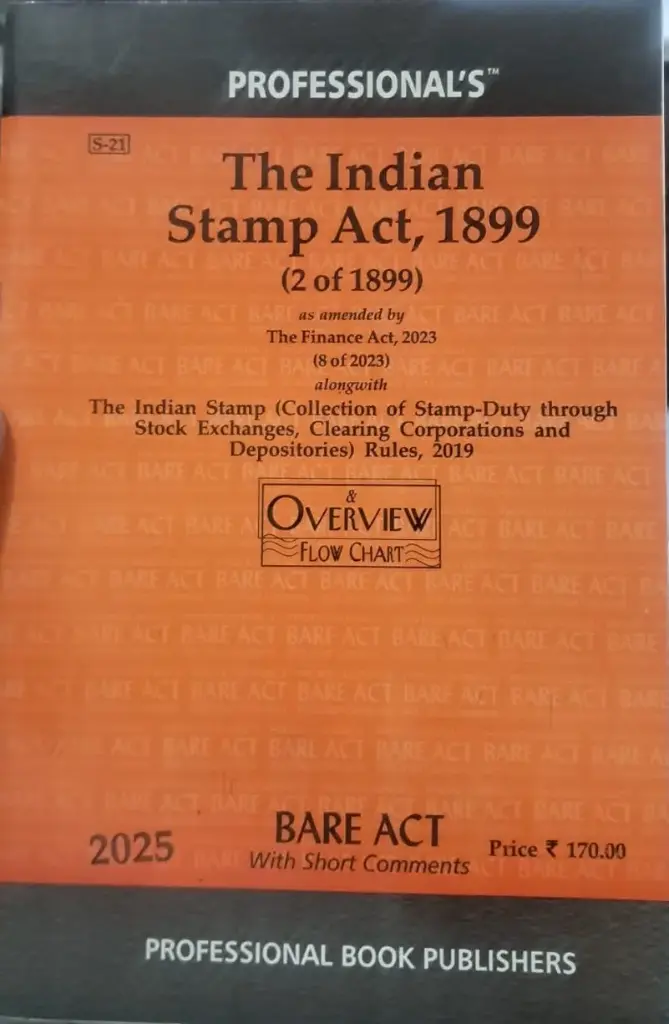 PROFESSIONAL'S™
S-21
The Indian
Stamp Act, 1899
(2 of 1899)
as amended by
The Finance Act, 2023
(8 of 2023)
alongwith
The Indian Stamp (Collection of Stamp-Duty through
Stock Exchanges, Clearing Corporations and
Depositories) Rules, 2019
&
OVERVIEW
FLOW CHART
BARE ACT
With Short Comments
2025
Price ₹ 170.00
PROFESSIONAL BOOK PUBLISHERS